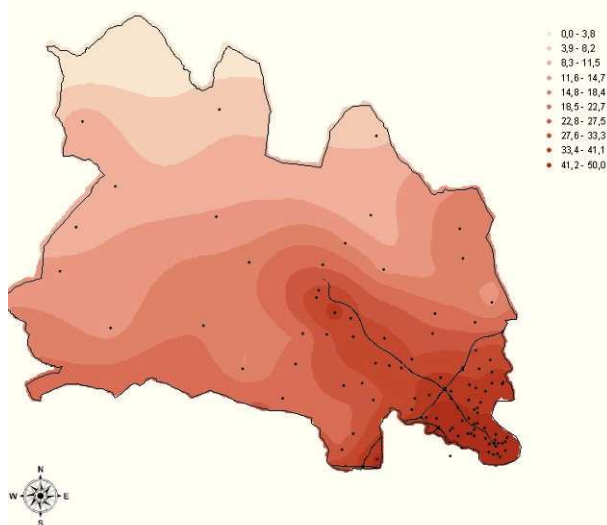 0,0 - 3,8
3,9 - 8,2
8,3 - 11,5
11,6 - 14,7
14,8 - 18,4
18,5 - 22,7
22,8 - 27,5
27,6 - 33,3
33,4 - 41,1
41,2 - 50,0
N
W E
S